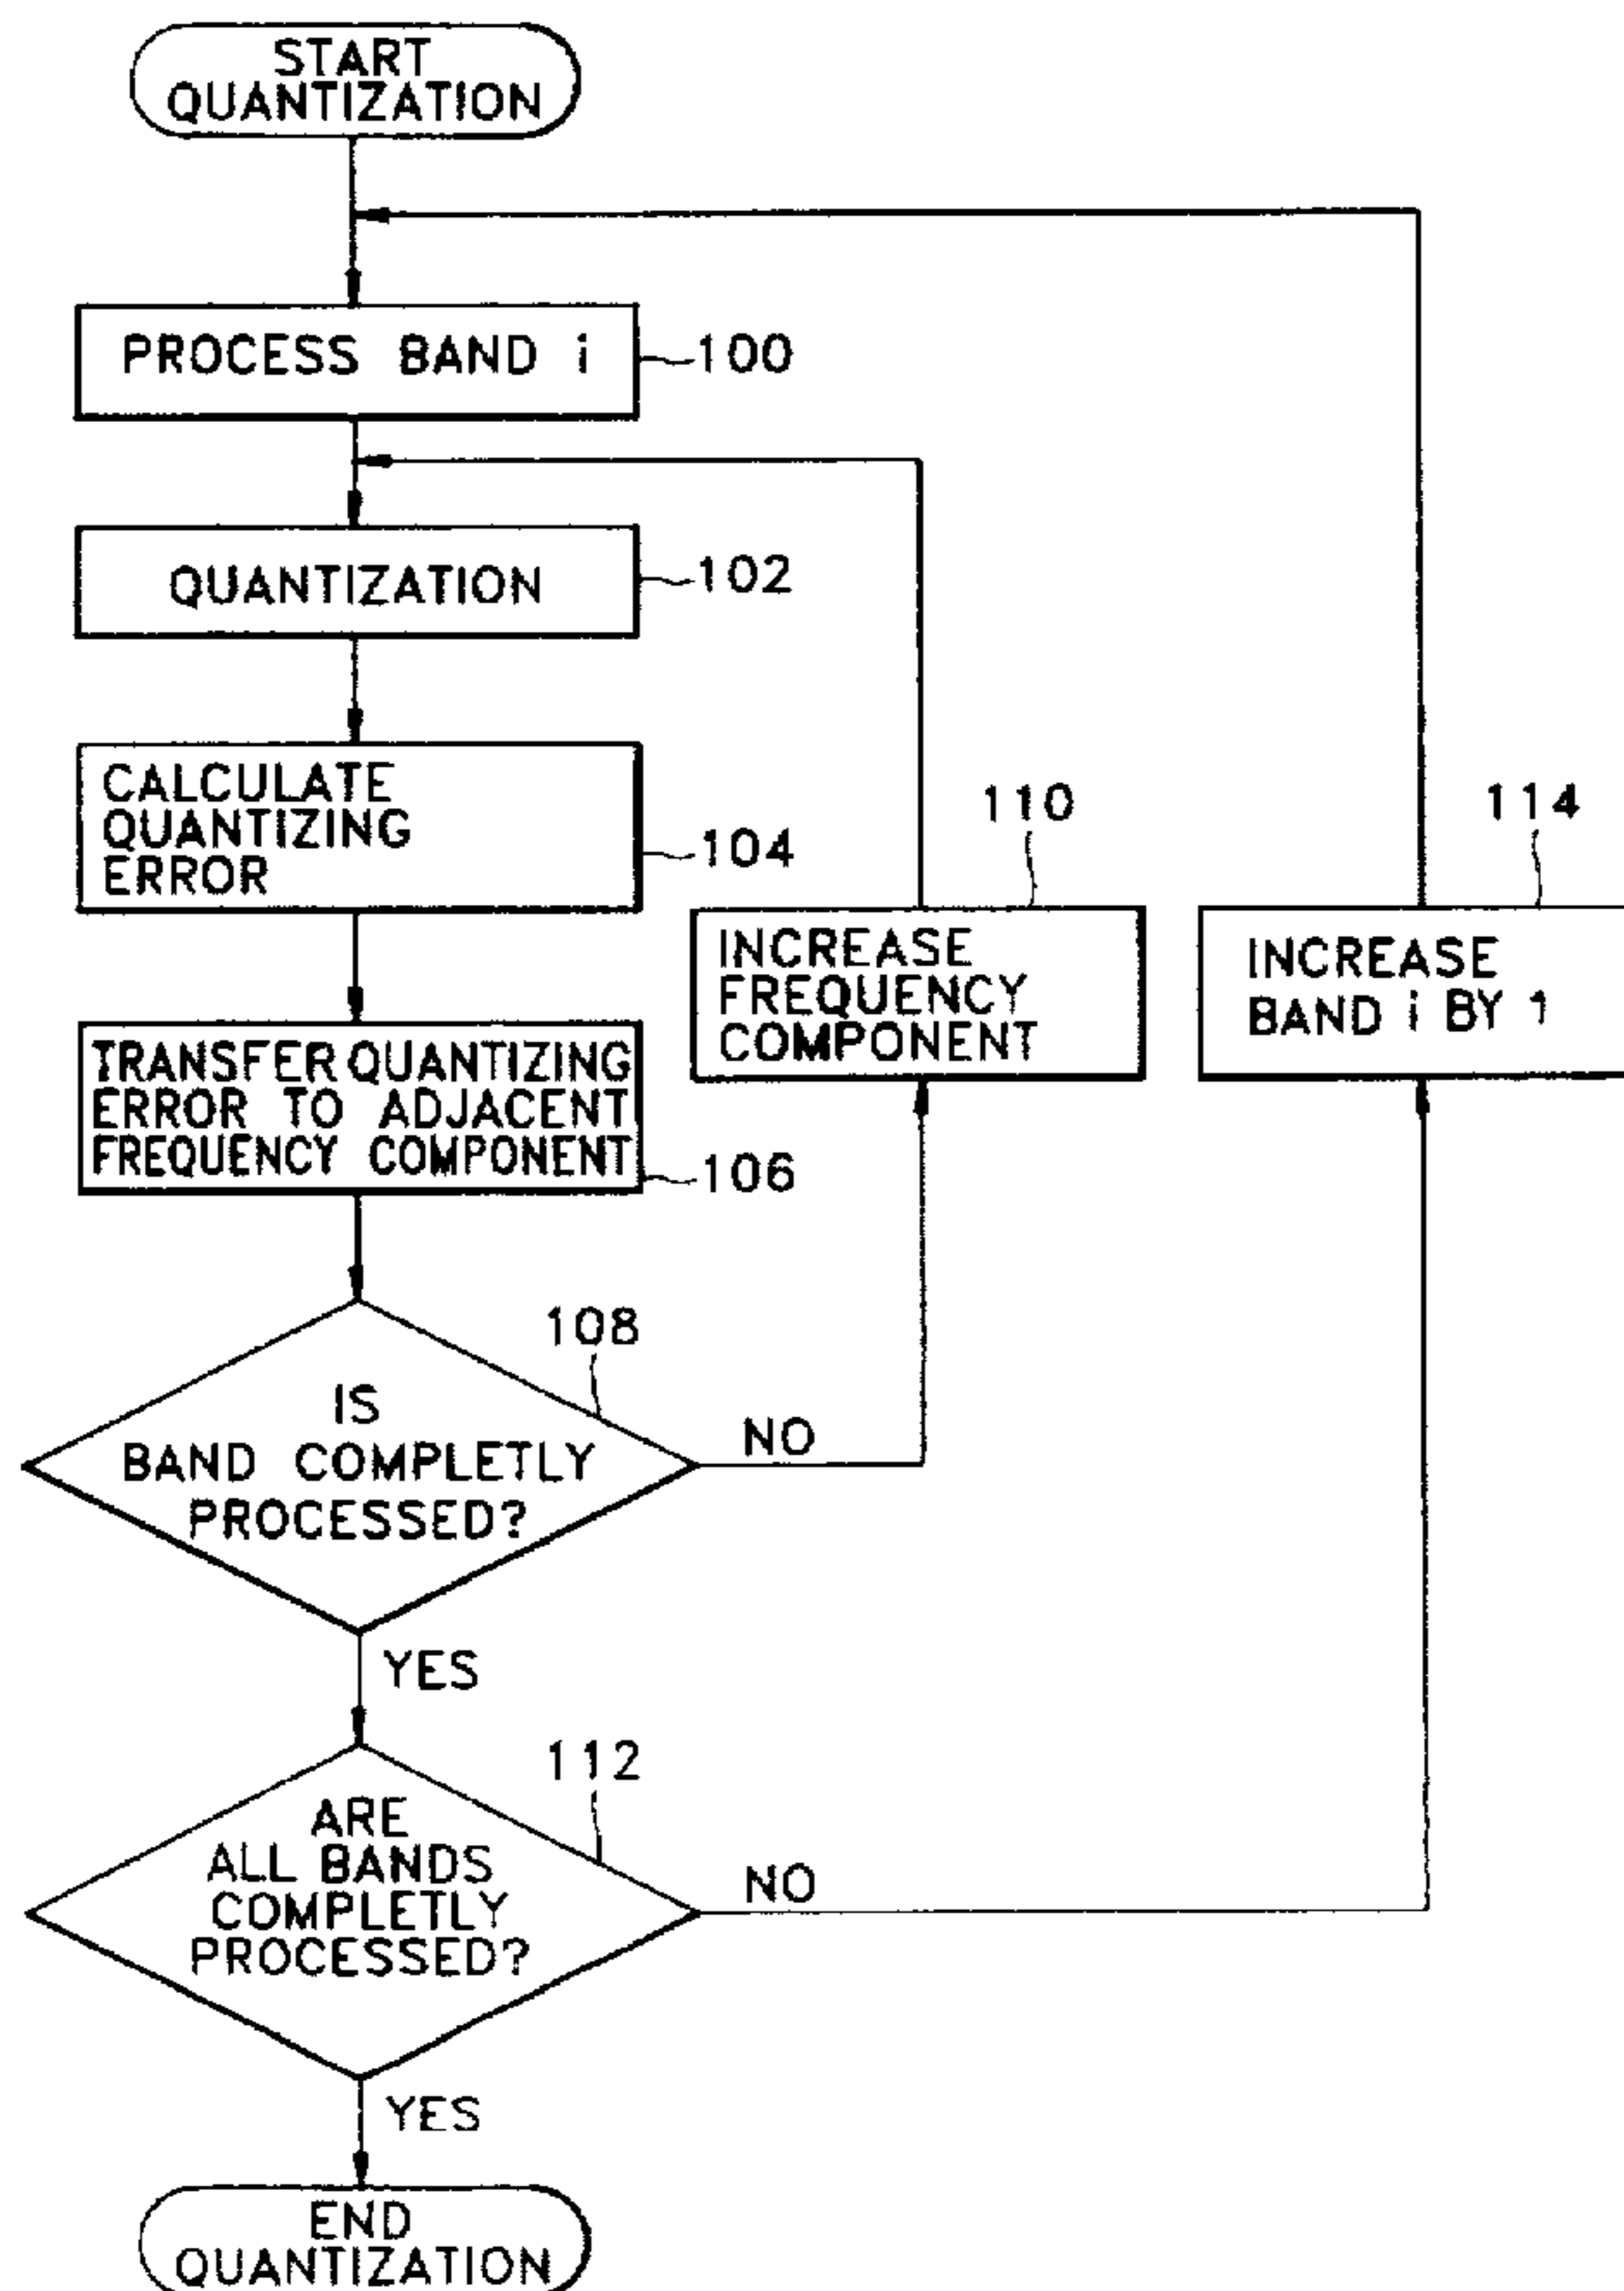 START
QUANTIZATION
PROCESS BAND i
100
QUANTIZATION
102
CALCULATE
QUANTIZING
ERROR
104
TRANSFER QUANTIZING
ERROR TO ADJACENT
FREQUENCY COMPONENT
106
110
INCREASE
FREQUENCY
COMPONENT
114
INCREASE
BAND i BY 1
108
IS
BAND COMPLETLY
PROCESSED?
NO
YES
112
ARE
ALL BANDS
COMPLETLY
PROCESSED?
NO
YES
END
QUANTIZATION